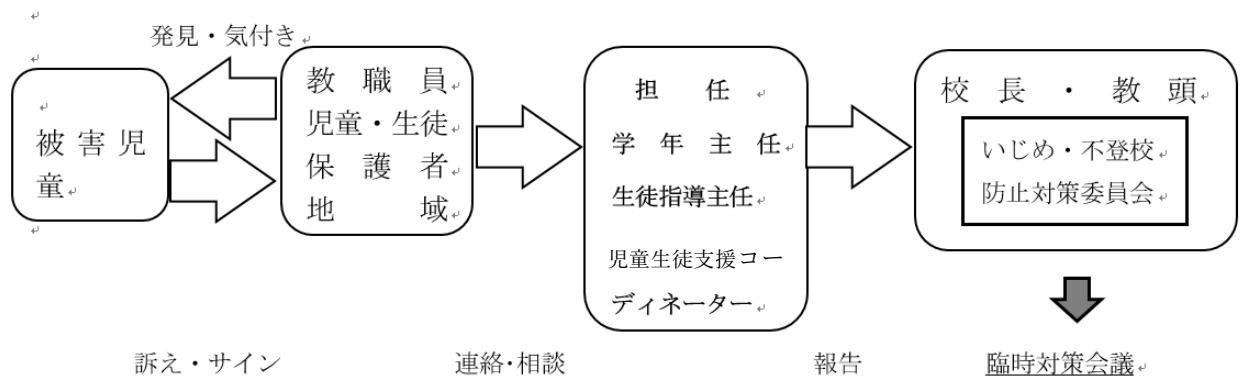 発見・気付き
被害児
童
教職員
児童・生徒
保護者
地域
担任
学年主任
生徒指導主任
児童生徒支援コー
ディネーター
校長・教頭
いじめ・不登校
防止対策委員会
訴え・サイン
連絡・相談
報告
臨時対策会議